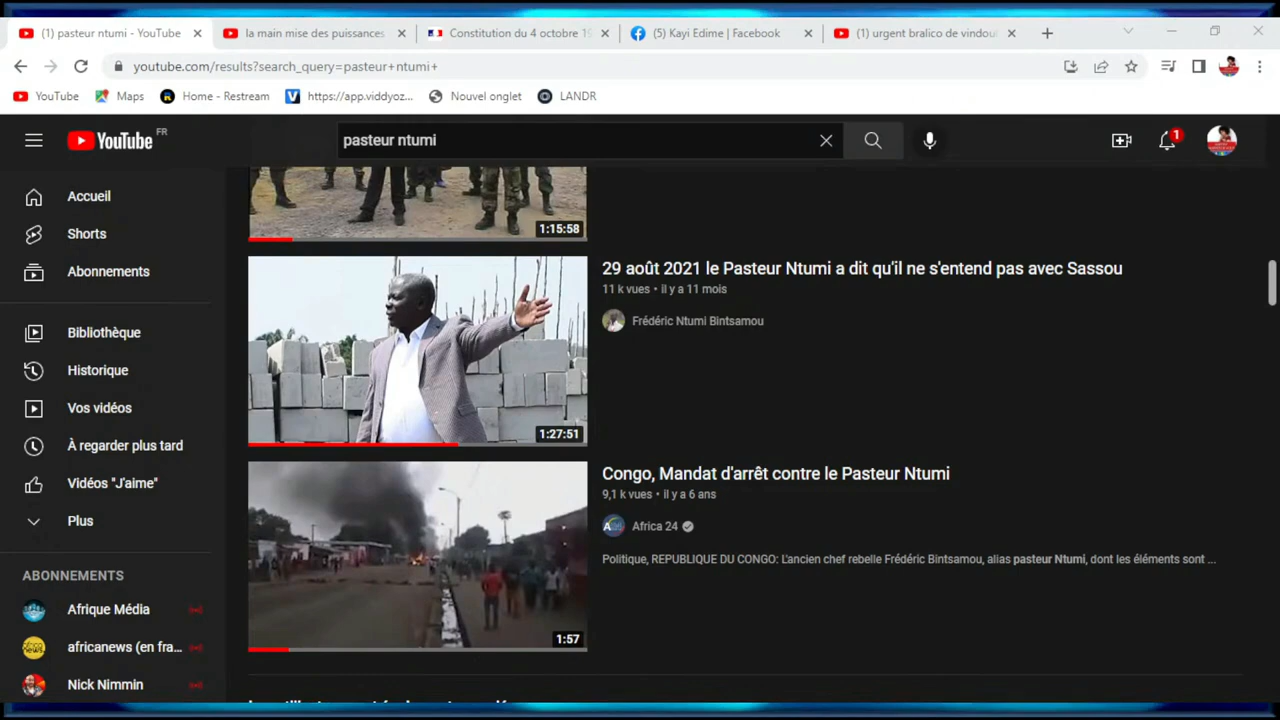 (1) pasteur ntumi - YouTube
la main mise des puissances
Constitution du 4 octobre 19
(5) Kayi Edime | Facebook
(1) urgent bralico de vindou
youtube.com/results?search_query=pasteur+ntumi+
YouTube
Maps
Home - Restream
https://app.viddyoz...
Nouvel onglet
LANDR
YouTube FR
pasteur ntumi
1
Accueil
Shorts
Abonnements
Bibliothèque
Historique
Vos vidéos
À regarder plus tard
Vidéos "J'aime"
Plus
ABONNEMENTS
Afrique Média
africanews (en fra...
Nick Nimmin
1:15:58
1:27:51
29 août 2021 le Pasteur Ntumi a dit qu'il ne s'entend pas avec Sassou
11 k vues • il y a 11 mois
Frédéric Ntumi Bintsamou
1:57
Congo, Mandat d'arrêt contre le Pasteur Ntumi
9,1 k vues • il y a 6 ans
Africa 24
Politique, REPUBLIQUE DU CONGO: L'ancien chef rebelle Frédéric Bintsamou, alias pasteur Ntumi, dont les éléments sont ...